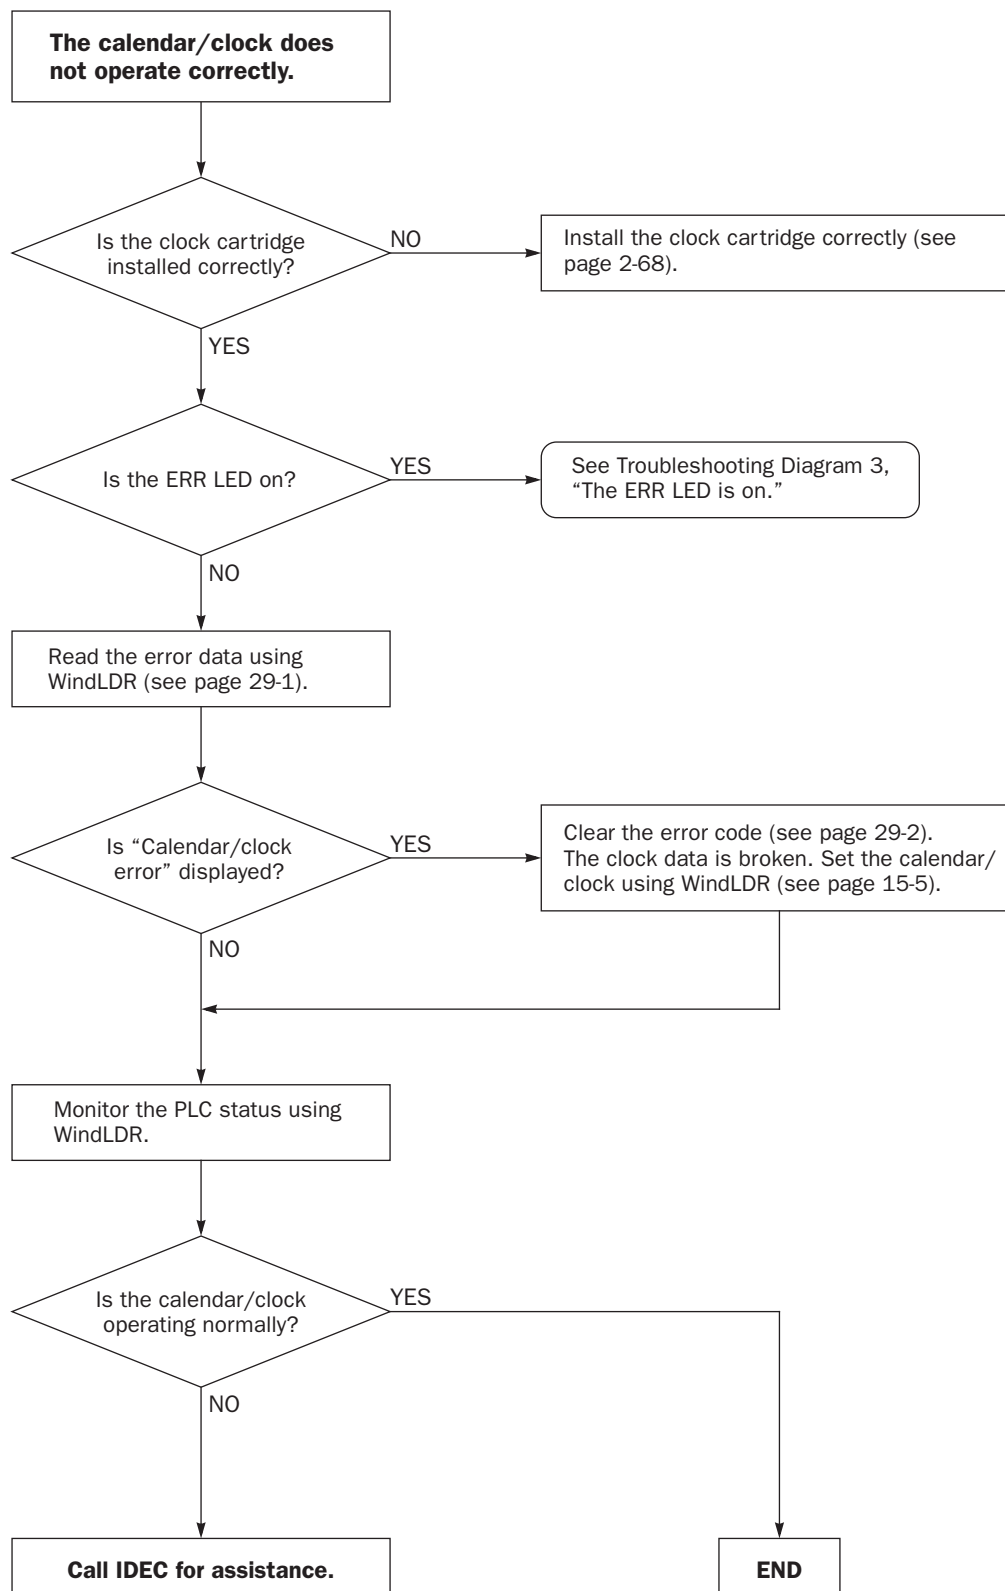 The calendar/clock does
not operate correctly.
Is the clock cartridge
installed correctly?
NO
Install the clock cartridge correctly (see
page 2-68).
YES
Is the ERR LED on?
YES
See Troubleshooting Diagram 3,
“The ERR LED is on.”
NO
Read the error data using
WindLDR (see page 29-1).
Is “Calendar/clock
error” displayed?
YES
Clear the error code (see page 29-2).
The clock data is broken. Set the calendar/
clock using WindLDR (see page 15-5).
NO
Monitor the PLC status using
WindLDR.
Is the calendar/clock
operating normally?
YES
NO
Call IDEC for assistance.
END